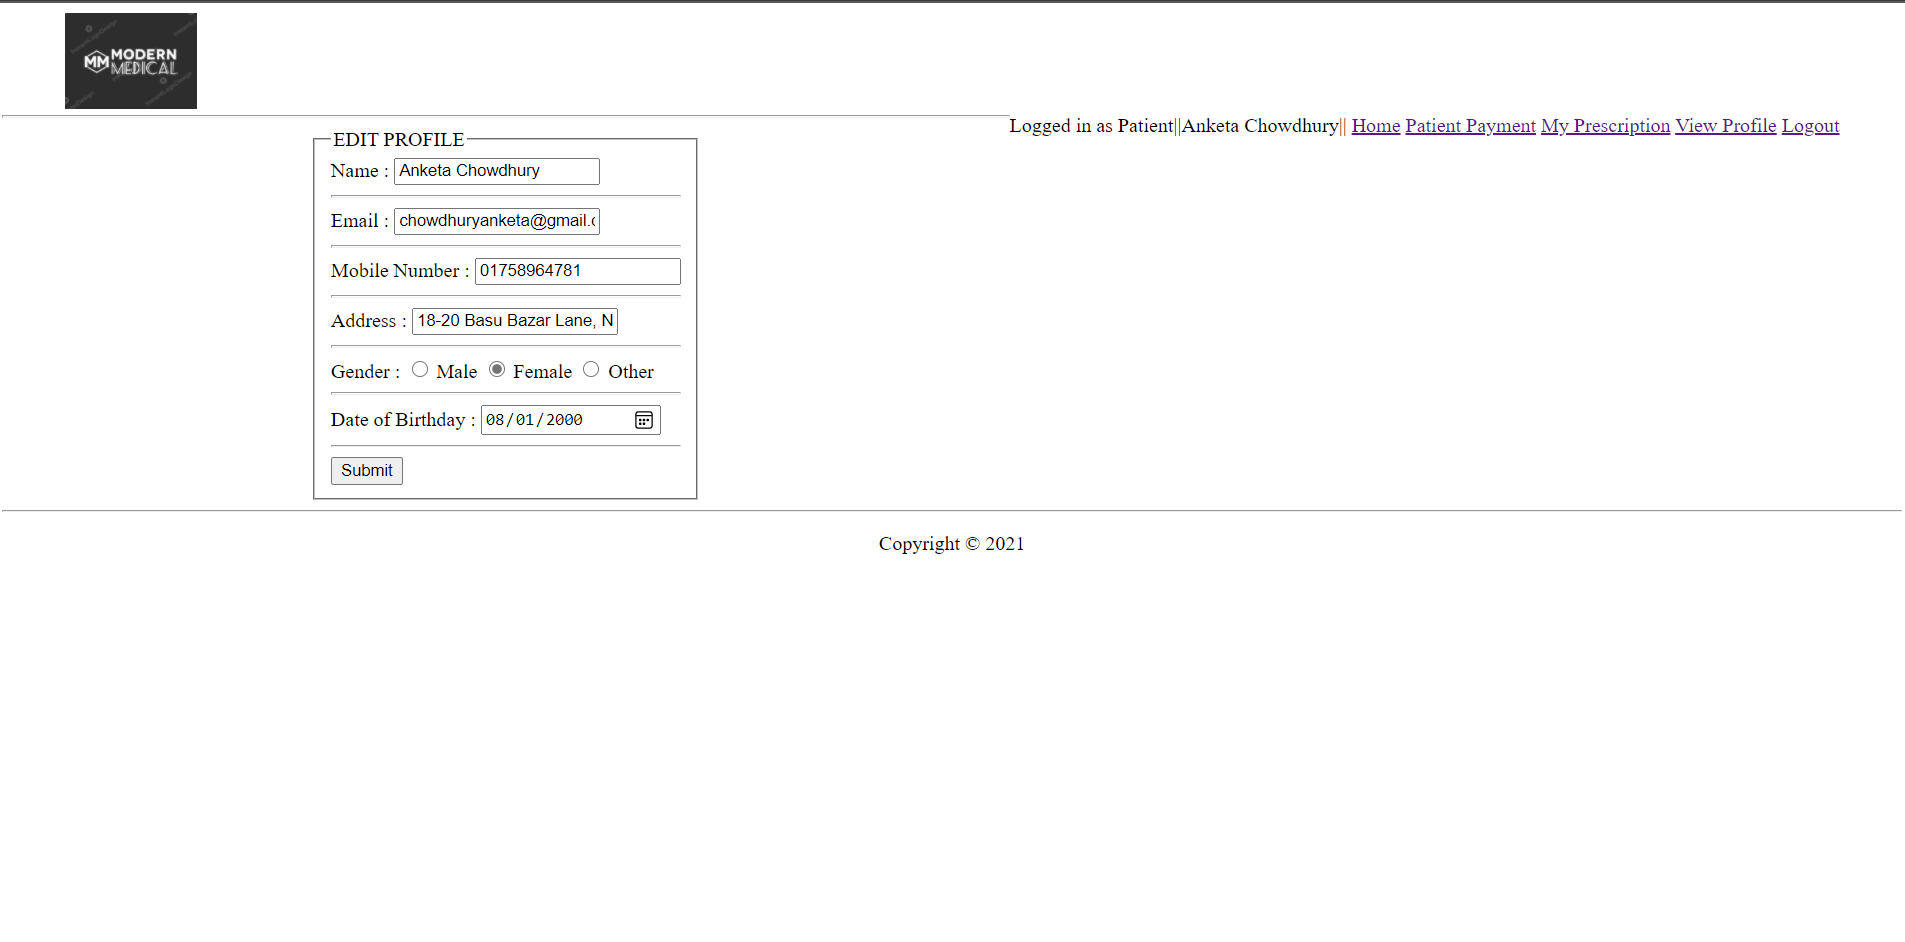 MODERN
MM MEDICAL
Logged in as Patient||Anketa Chowdhury|| Home Patient Payment My Prescription View Profile Logout
EDIT PROFILE
Name : Anketa Chowdhury
Email : chowdhuryanketa@gmail.c
Mobile Number : 01758964781
Address : 18-20 Basu Bazar Lane, N
Gender : Male Female Other
Date of Birthday : 08/01/2000
Submit
Copyright © 2021